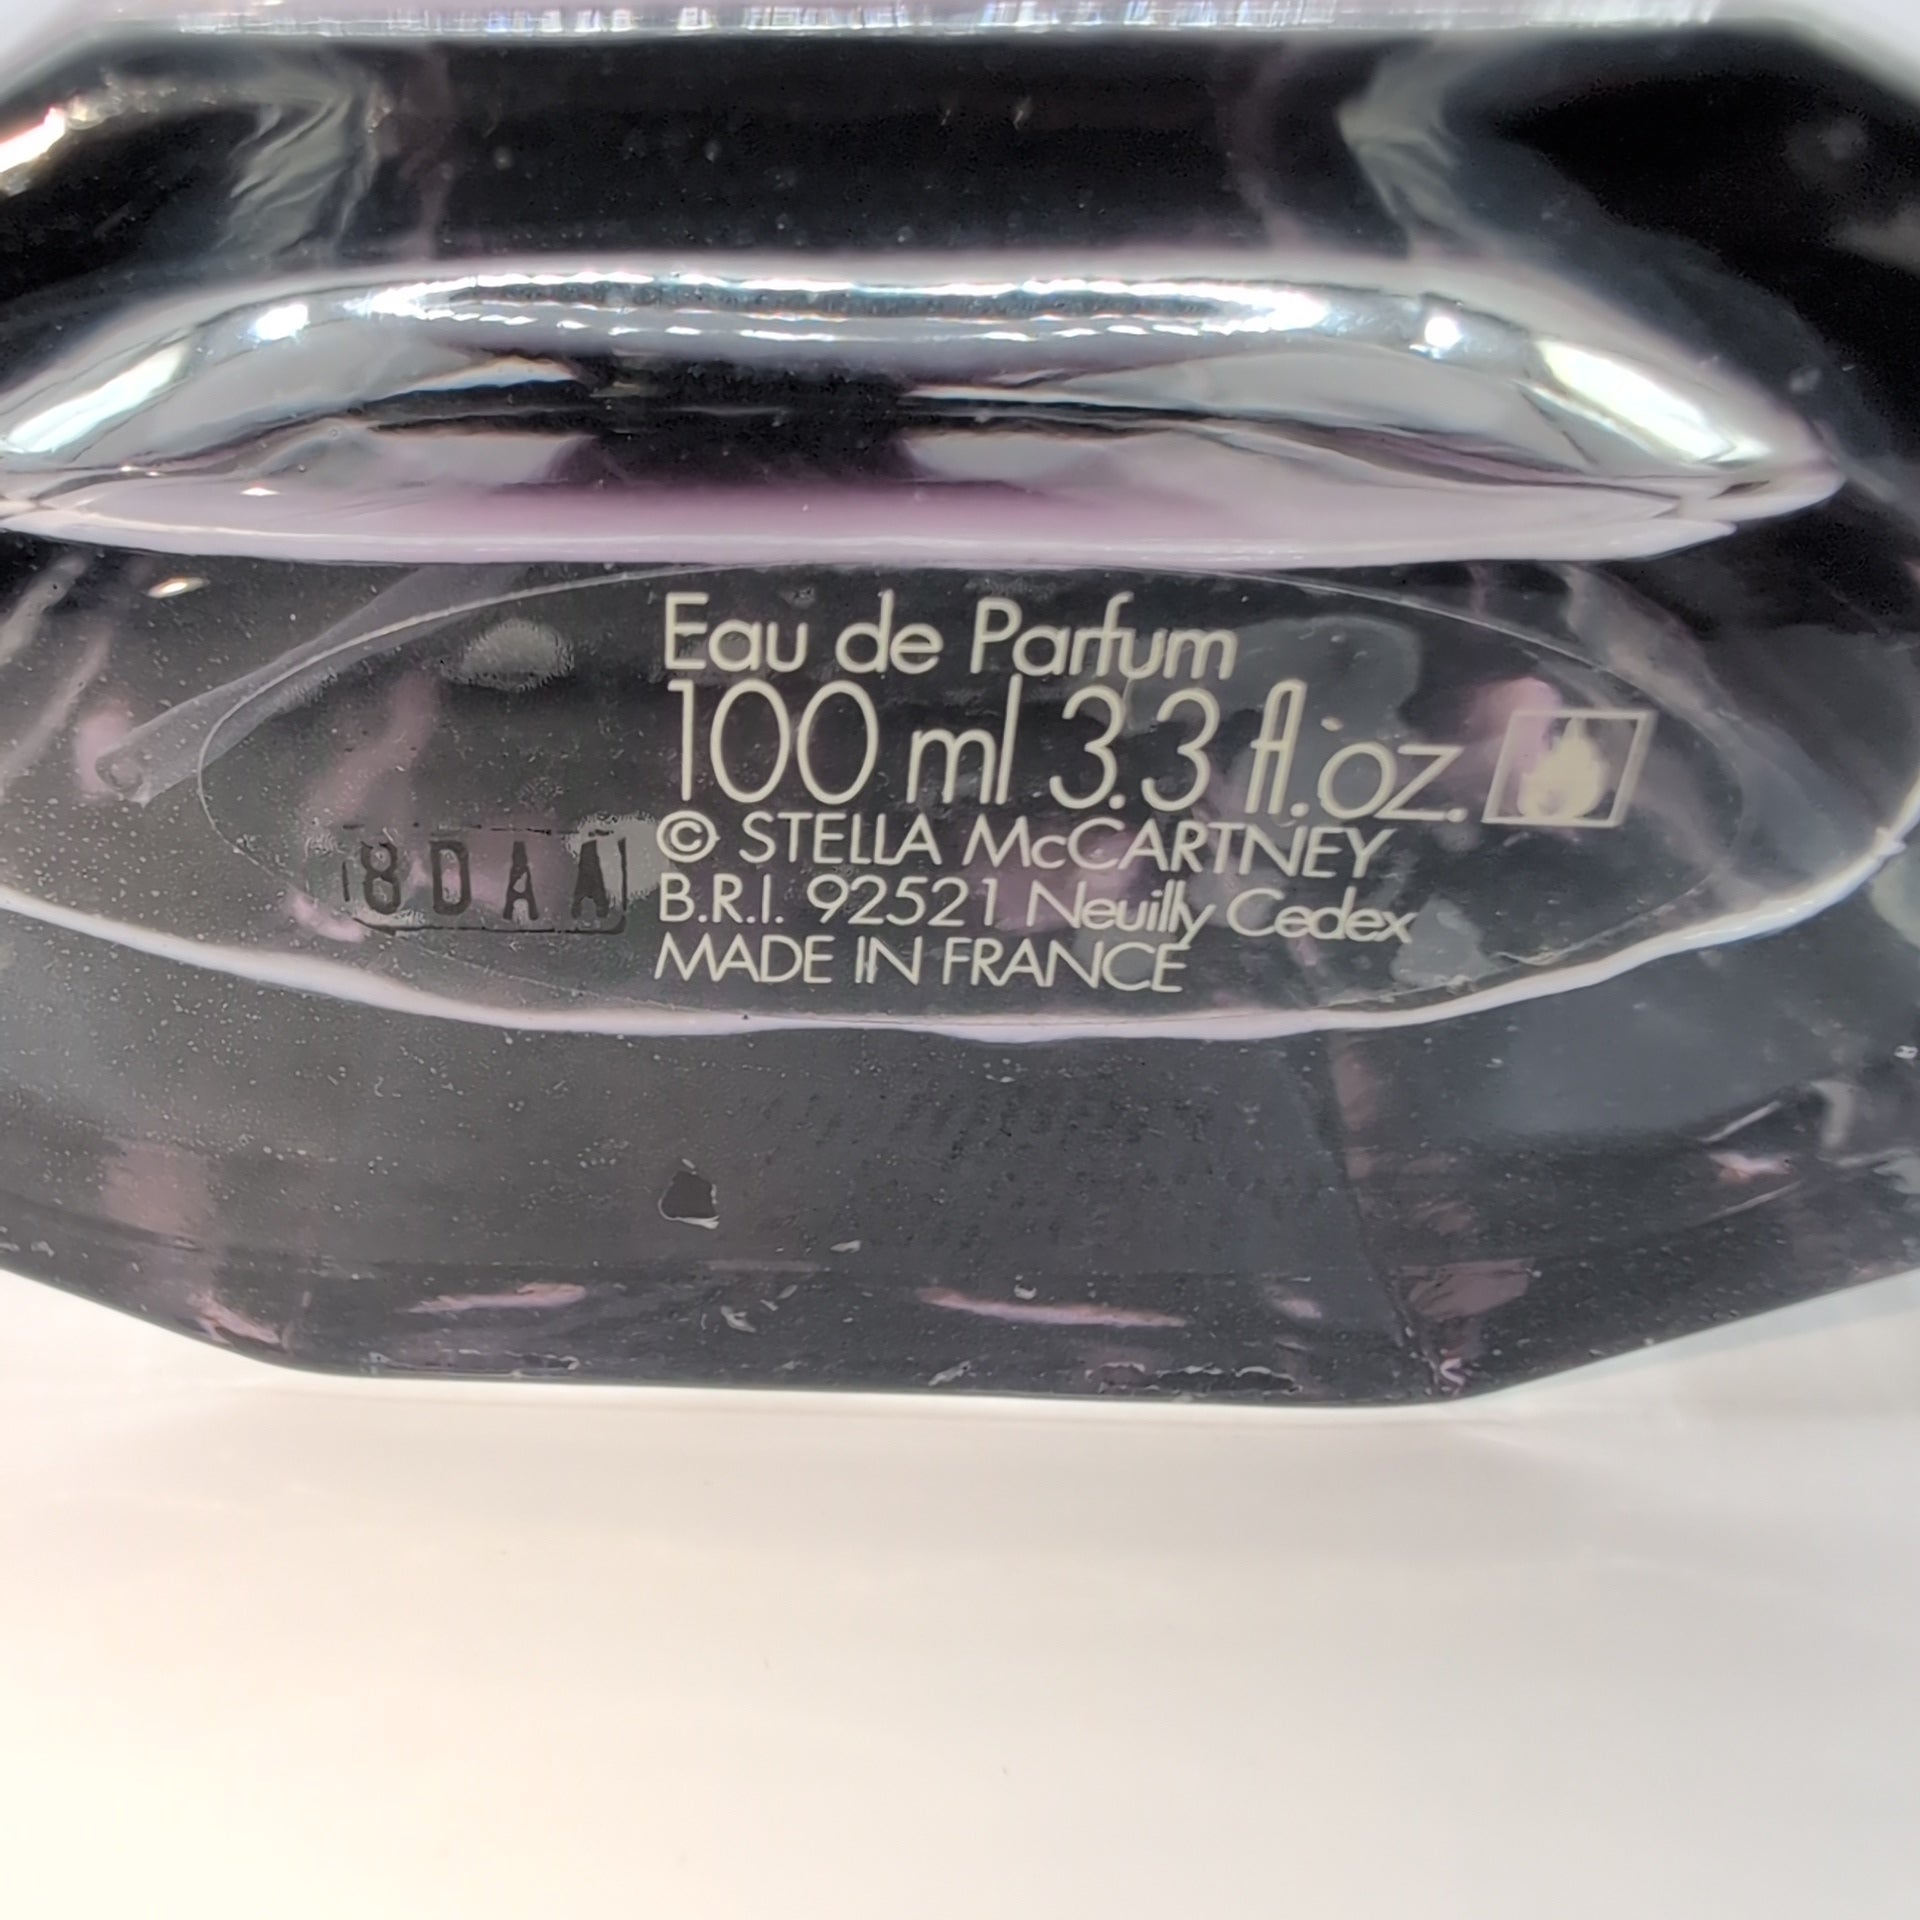 Eau de Parfum
100 ml 3.3 fl.oz.
© STELLA McCARTNEY
8DAA
B.R.I. 92521 Neuilly Cedex
MADE IN FRANCE